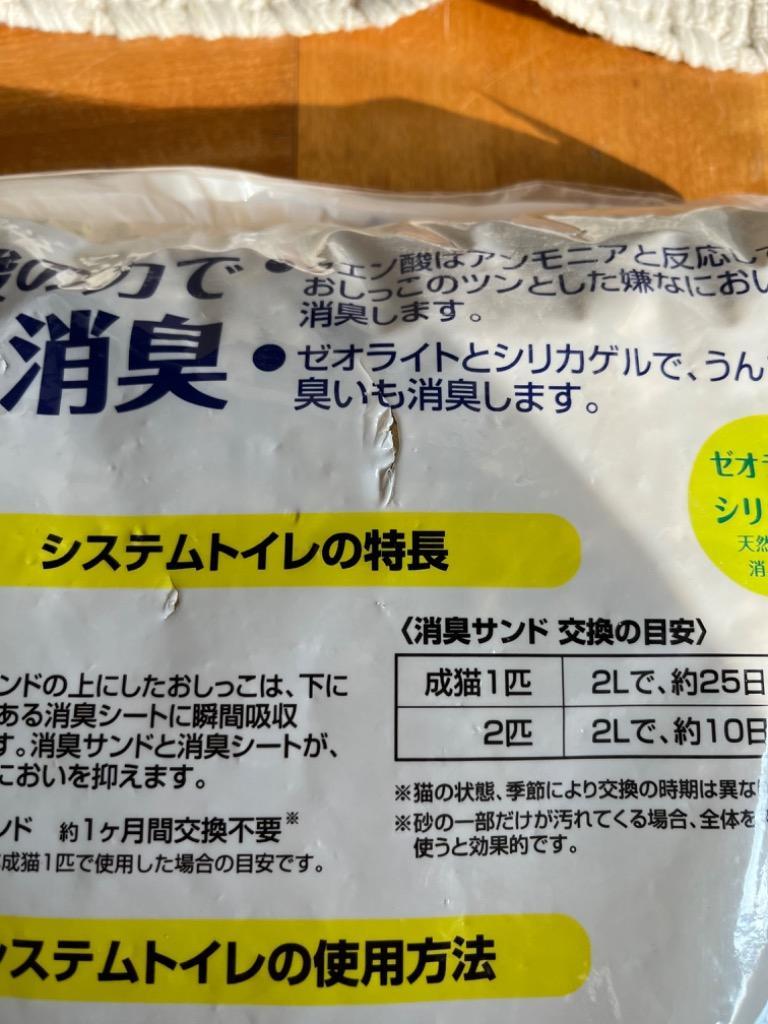 の力で
消臭
●クエン酸はアンモニアと反応して
おしっこのツンとした嫌なにおい
消臭します。
●ゼオライトとシリカゲルで、うん
臭いも消臭します。
ゼオ
シリ
天然
消
システムトイレの特長
ンドの上にしたおしっこは、下に
ある消臭シートに瞬間吸収
す。消臭サンドと消臭シートが、
においを抑えます。
ンド 約1ヶ月間交換不要※
成猫1匹で使用した場合の目安です。
〈消臭サンド 交換の目安〉
成猫1匹 2Lで、約25日
2匹 2Lで、約10日
※猫の状態、季節により交換の時期は異な
※砂の一部だけが汚れてくる場合、全体を
使うと効果的です。
システムトイレの使用方法